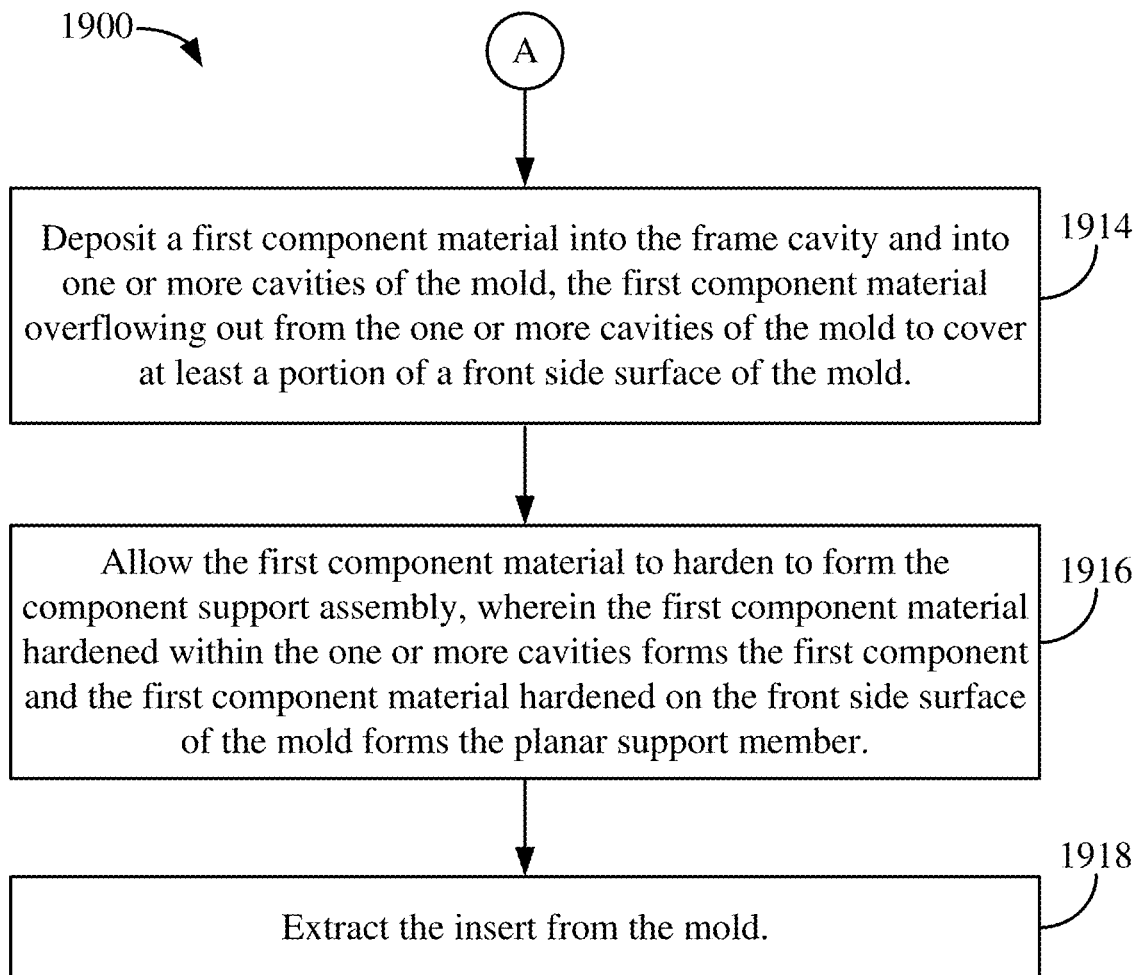 1900
A
Deposit a first component material into the frame cavity and into
one or more cavities of the mold, the first component material
overflowing out from the one or more cavities of the mold to cover
at least a portion of a front side surface of the mold.
1914
Allow the first component material to harden to form the
component support assembly, wherein the first component material
hardened within the one or more cavities forms the first component
and the first component material hardened on the front side surface
of the mold forms the planar support member.
1916
Extract the insert from the mold.
1918